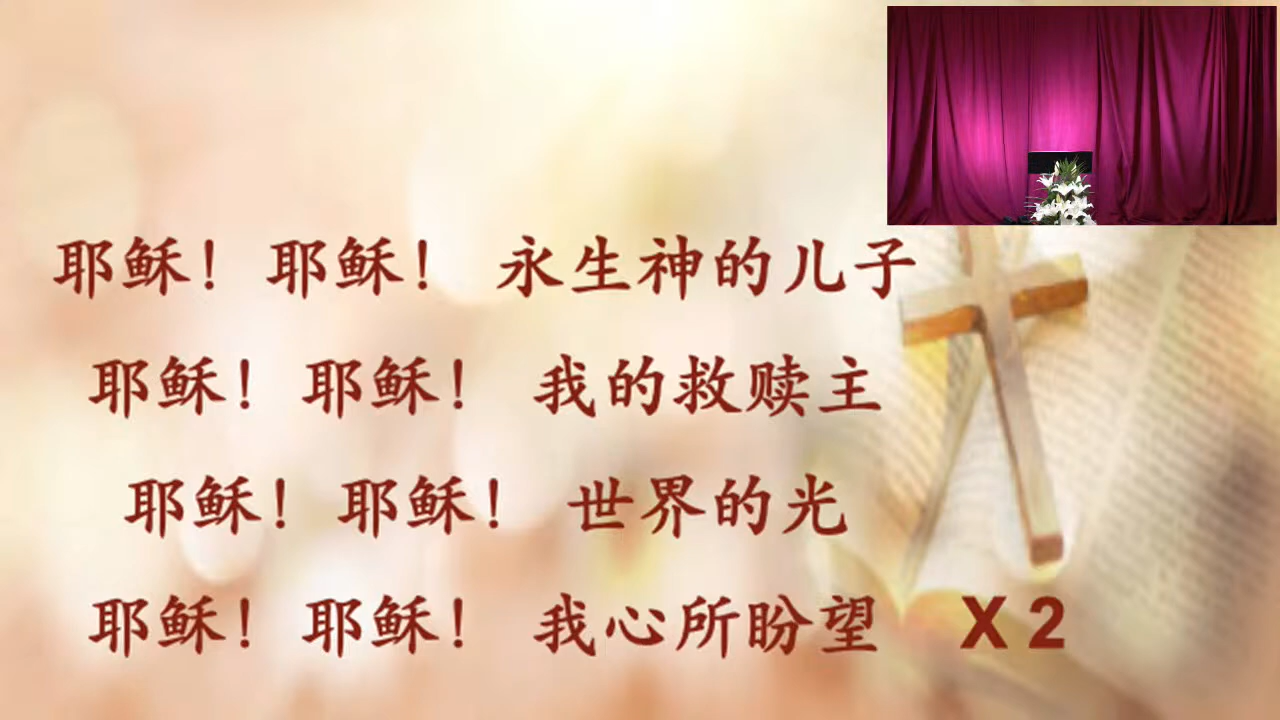 耶稣！ 耶稣！ 永生神的儿子
耶稣！ 耶稣！ 我的救赎主
耶稣！ 耶稣！ 世界的光
耶稣！ 耶稣！ 我心所盼望 X 2